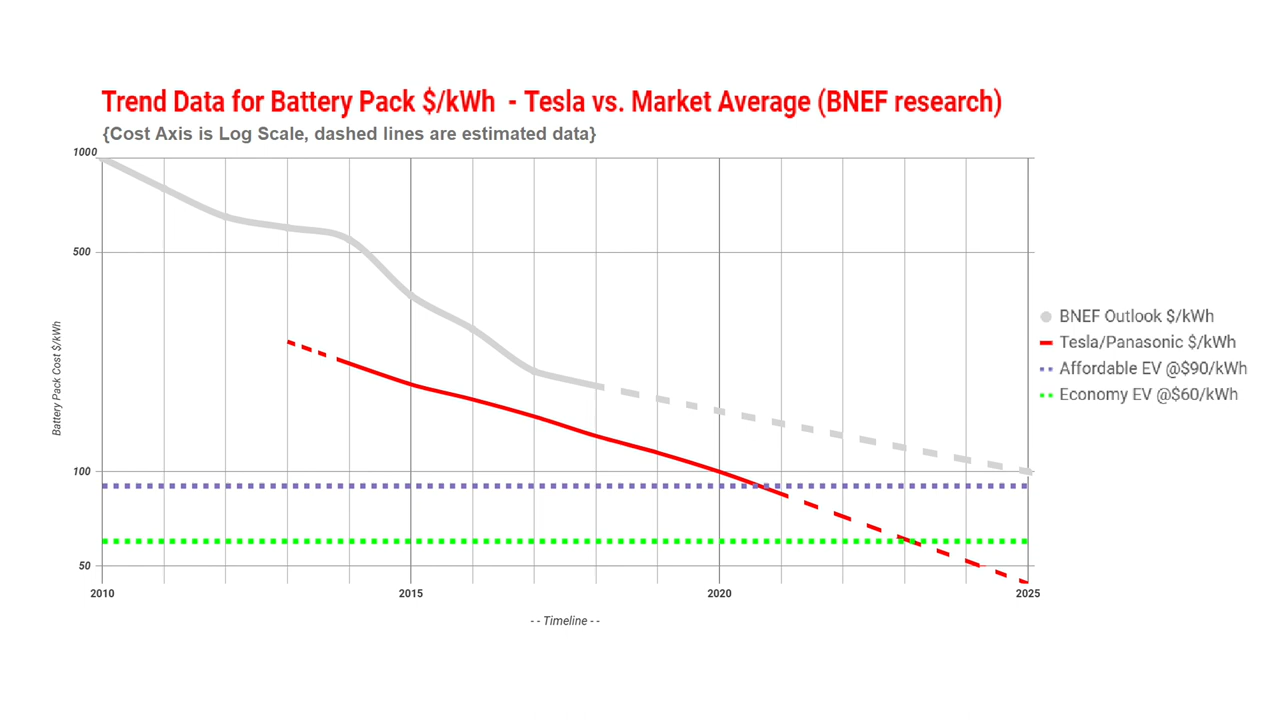 Trend Data for Battery Pack $/kWh - Tesla vs. Market Average (BNEF research)
{Cost Axis is Log Scale, dashed lines are estimated data}
1000
500
100
50
Battery Pack Cost $/kWh
2010
2015
2020
2025
- - Timeline - -
BNEF Outlook $/kWh
Tesla/Panasonic $/kWh
Affordable EV @$90/kWh
Economy EV @$60/kWh